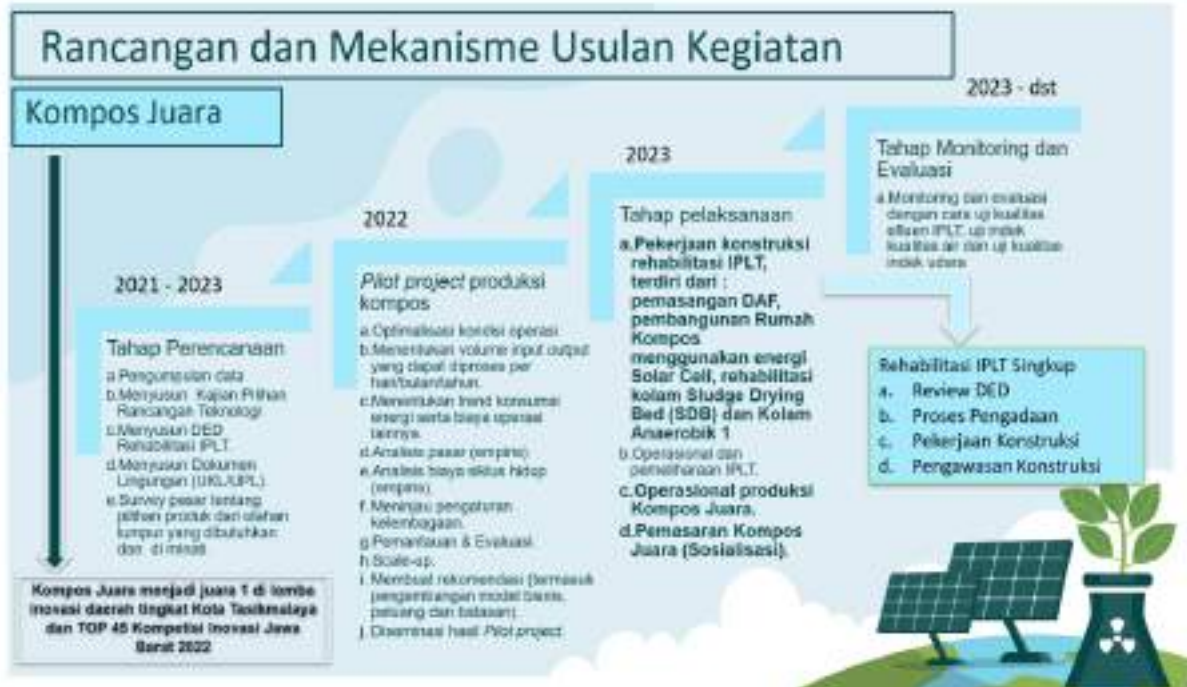 Rancangan dan Mekanisme Usulan Kegiatan
Kompos Juara
2021 - 2023
Tahap Perencanaan
a.Pengumpulan data
b.Menyusun Kajian Pilihan
Rancangan Teknologi
c.Menyusun DED
Rehabilitasi IPLT.
d.Menyusun Dokumen
Lingungan (UKL/UPL).
e.Survey pasar tentang
pilihan produk dari olahan
lumpur yang dibutuhkan
dan di minati
Kompos Juara menjadi juara 1 di lomba
inovasi daerah tingkat Kota Tasikmalaya
dan TOP 45 Kompetisi Inovasi Jawa
Barat 2022
2022
Pilot project produksi
kompos
a.Optimalisasi kondisi operasi
b.Menentukan volume input output
yang dapat diproses per
hari/bulan/tahun.
c.Menentukan trend konsumsi
energi serta biaya operasi
lainnya.
d.Analisis pasar (empiris)
e.Analisis biaya siklus hidup
(empiris).
f.Meninjau pengaturan
kelembagaan.
g.Pemantauan & Evaluasi.
h.Scale-up.
i.Membuat rekomendasi (termasuk
pengembangan model bisnis,
peluang dan batasan).
j.Diseminasi hasil Pilot project
2023
Tahap pelaksanaan
a.Pekerjaan konstruksi
rehabilitasi IPLT,
terdiri dari :
pemasangan DAF,
pembangunan Rumah
Kompos
menggunakan energi
Solar Cell, rehabilitasi
kolam Sludge Drying
Bed (SDB) dan Kolam
Anaerobik 1
b.Operasional dan
pemeliharaan IPLT.
c.Operasional produksi
Kompos Juara.
d.Pemasaran Kompos
Juara (Sosialisasi).
2023 - dst
Tahap Monitoring dan
Evaluasi
a.Monitoring dan evaluasi
dengan cara uji kualitas
efluen IPLT, uji indek
kualitas air dan uji kualitas
indek udara
Rehabilitasi IPLT Singkup
a. Review DED
b. Proses Pengadaan
c. Pekerjaan Konstruksi
d. Pengawasan Konstruksi